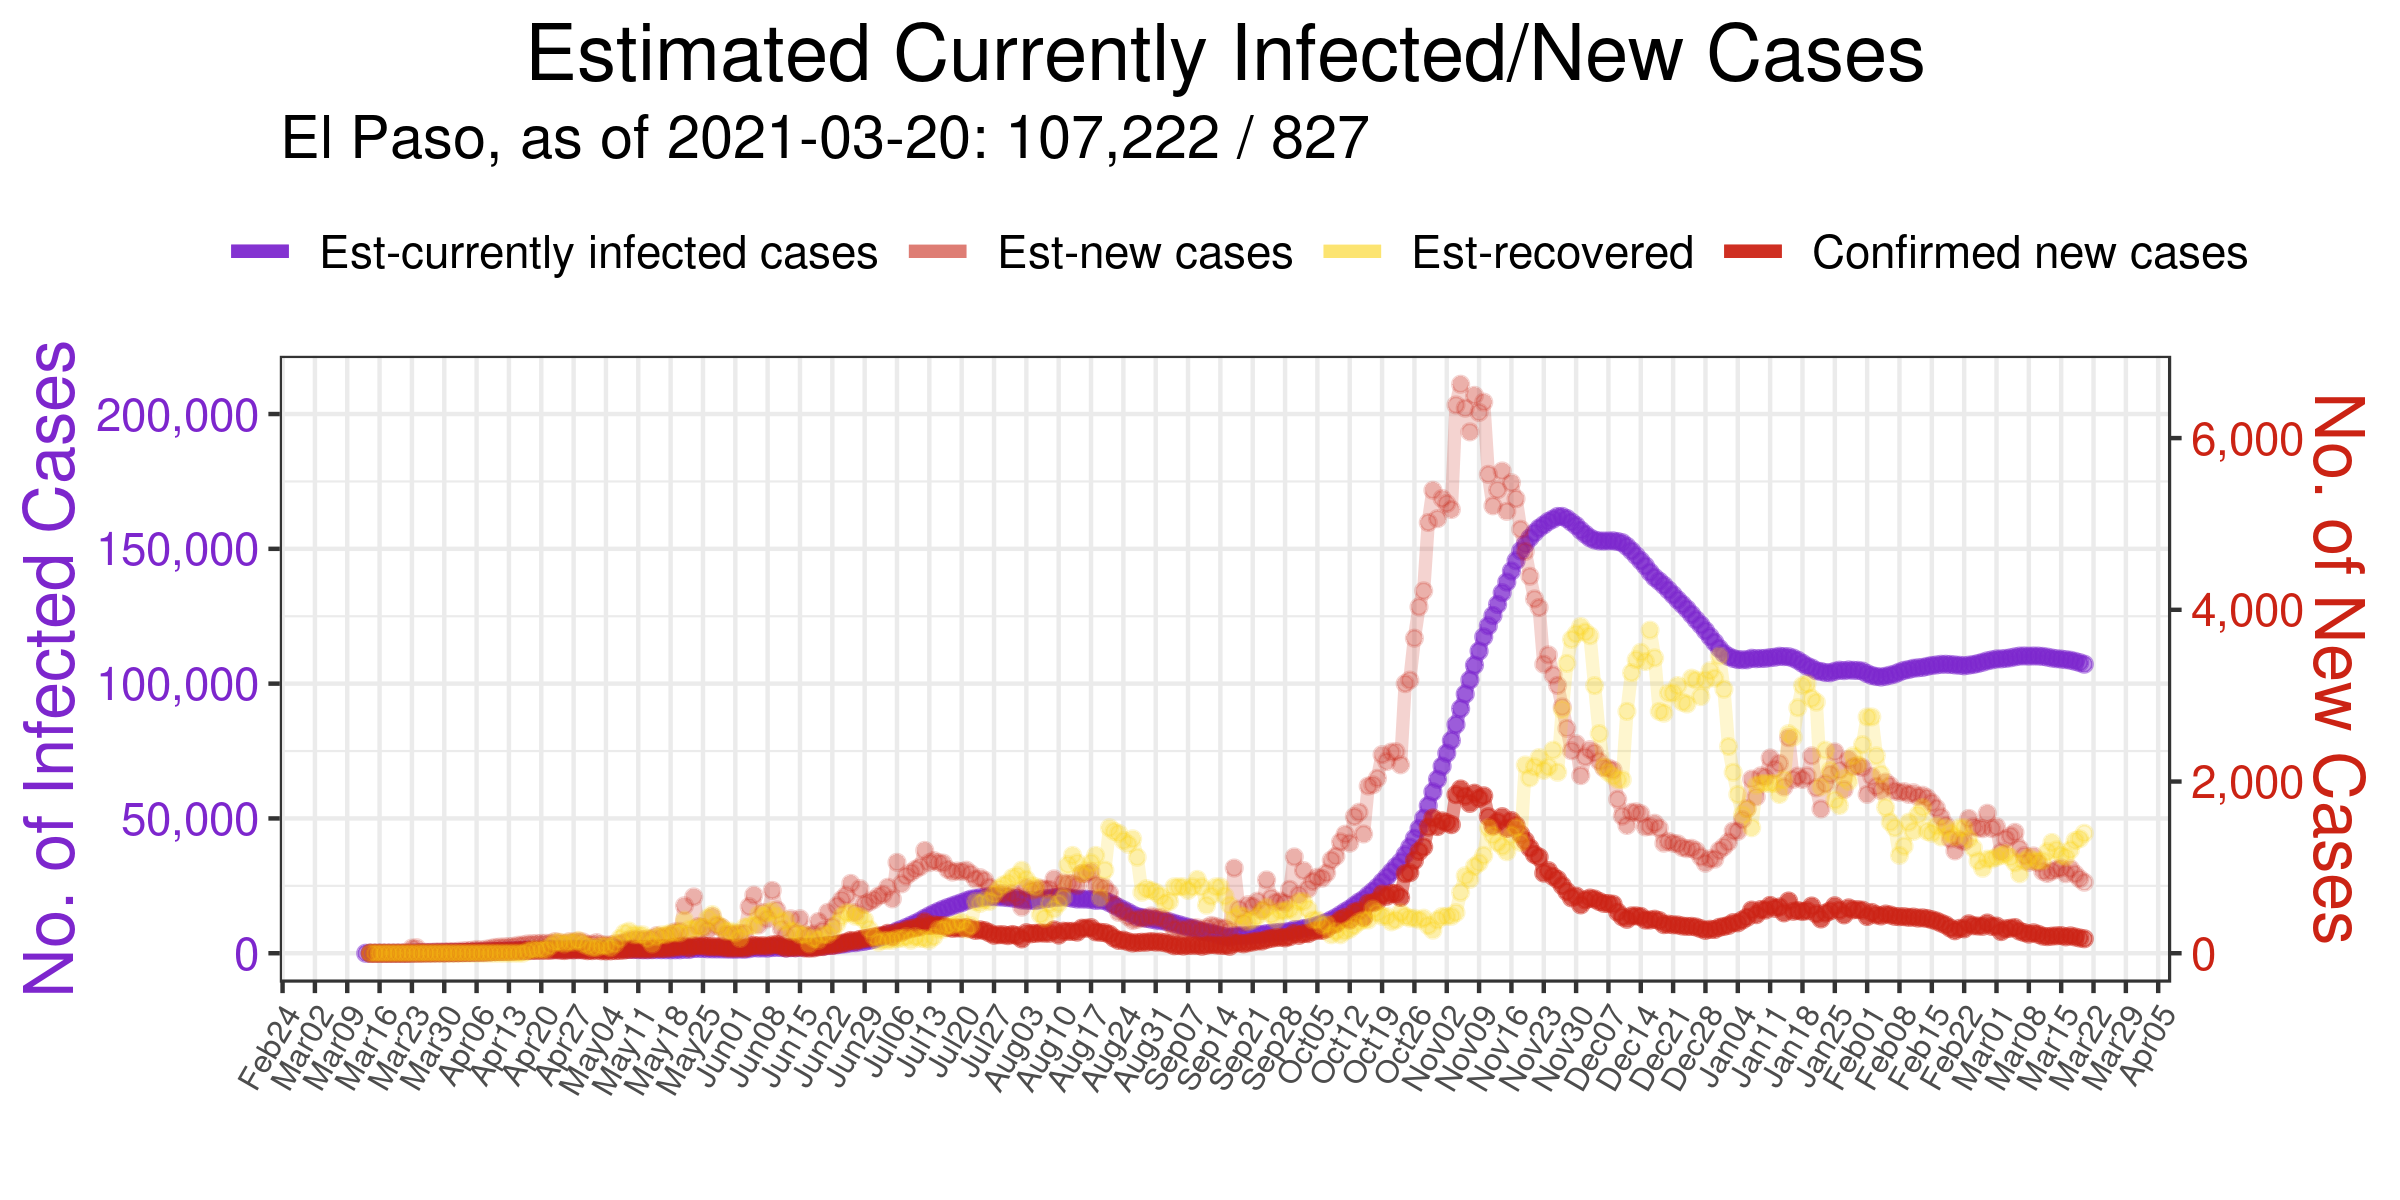 Estimated Currently Infected/New Cases
El Paso, as of 2021-03-20: 107,222 / 827
Est-currently infected cases Est-new cases Est-recovered Confirmed new cases
No. of Infected Cases
200,000
150,000
100,000
50,000
0
No. of New Cases
6,000
4,000
2,000
0
Feb24 Mar02 Mar09 Mar16 Mar23 Mar30 Apr06 Apr13 Apr20 Apr27 May04 May11 May18 May25 Jun01 Jun08 Jun15 Jun22 Jun29 Jul06 Jul13 Jul20 Jul27 Aug03 Aug10 Aug17 Aug24 Aug31 Sep07 Sep14 Sep21 Sep28 Oct05 Oct12 Oct19 Oct26 Nov02 Nov09 Nov16 Nov23 Nov30 Dec07 Dec14 Dec21 Dec28 Jan04 Jan11 Jan18 Jan25 Feb01 Feb08 Feb15 Feb22 Mar01 Mar08 Mar15 Mar22 Mar29 Apr05